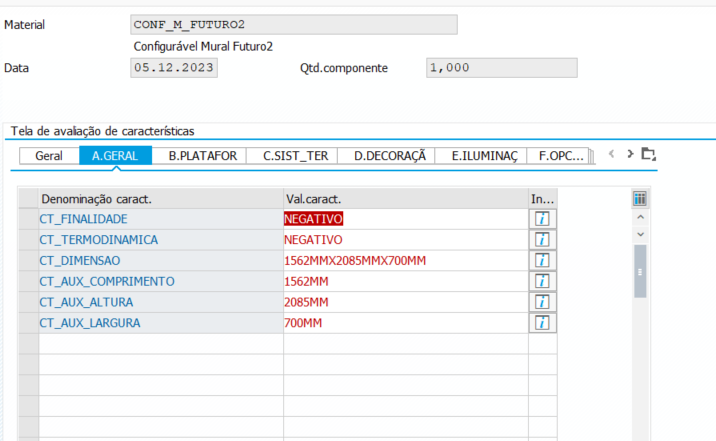 Material CONF_M_FUTURO2
Configurável Mural Futuro2
Data 05.12.2023 Qtd.componente 1,000
Tela de avaliação de características
Geral A.GERAL B.PLATAFOR C.SIST_TER D.DECORAÇÃ E.ILUMINAÇ F.OPC...
Denominação caract. Val.caract. In...
CT_FINALIDADE NEGATIVO
CT_TERMODINAMICA NEGATIVO
CT_DIMENSAO 1562MMX2085MMX700MM
CT_AUX_COMPRIMENTO 1562MM
CT_AUX_ALTURA 2085MM
CT_AUX_LARGURA 700MM